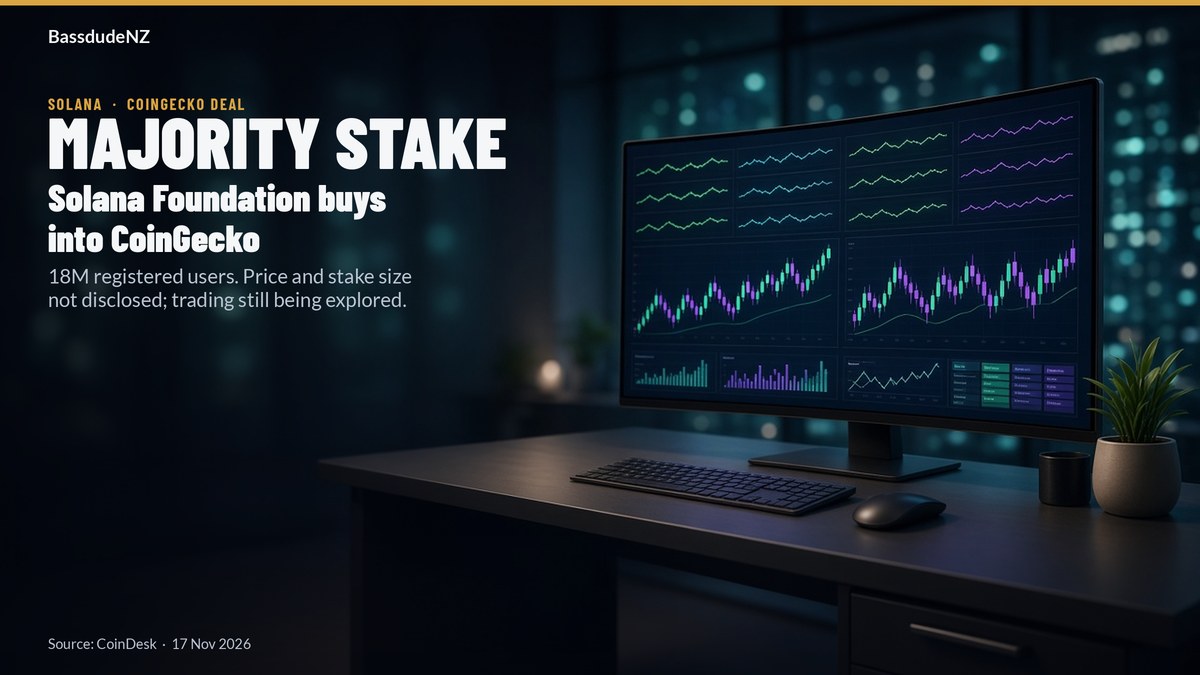 BassdudeNZ
SOLANA · COINGECKO DEAL
MAJORITY STAKE
Solana Foundation buys
into CoinGecko
18M registered users. Price and stake size
not disclosed; trading still being explored.
Source: CoinDesk · 17 Nov 2026